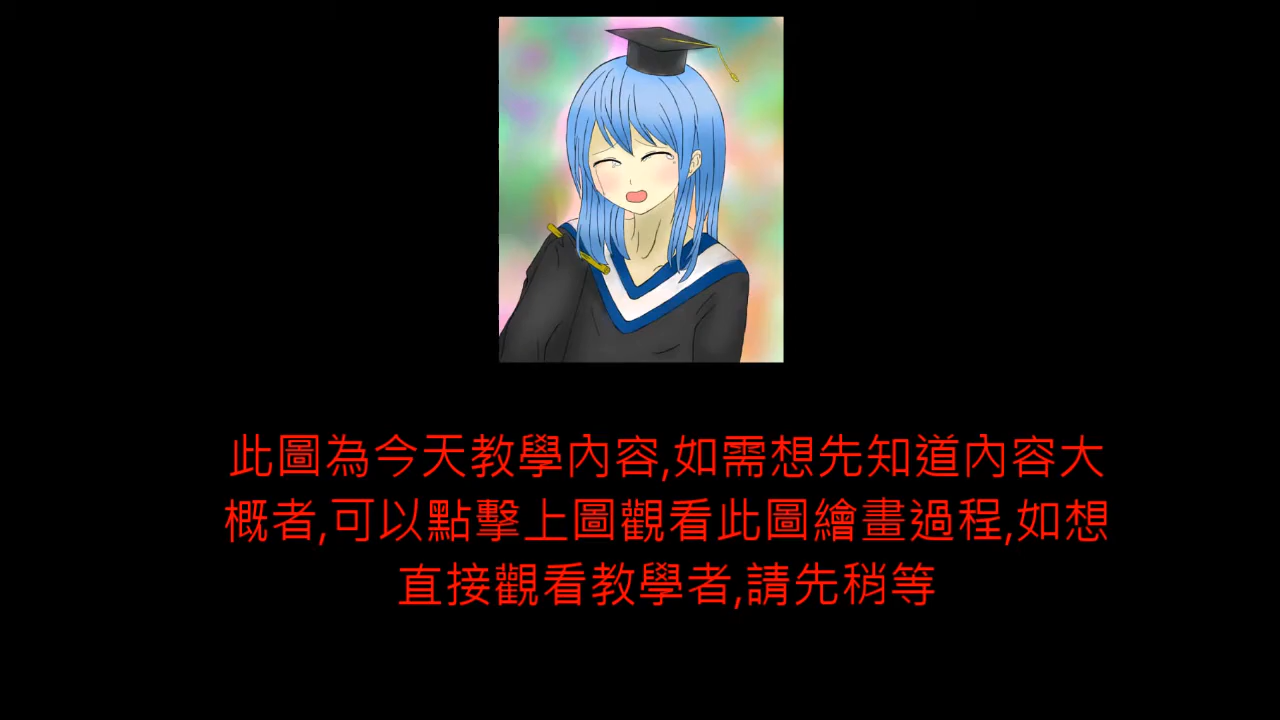 此圖為今天教學內容,如需想先知道內容大
概者,可以點擊上圖觀看此圖繪畫過程,如想
直接觀看教學者,請先稍等